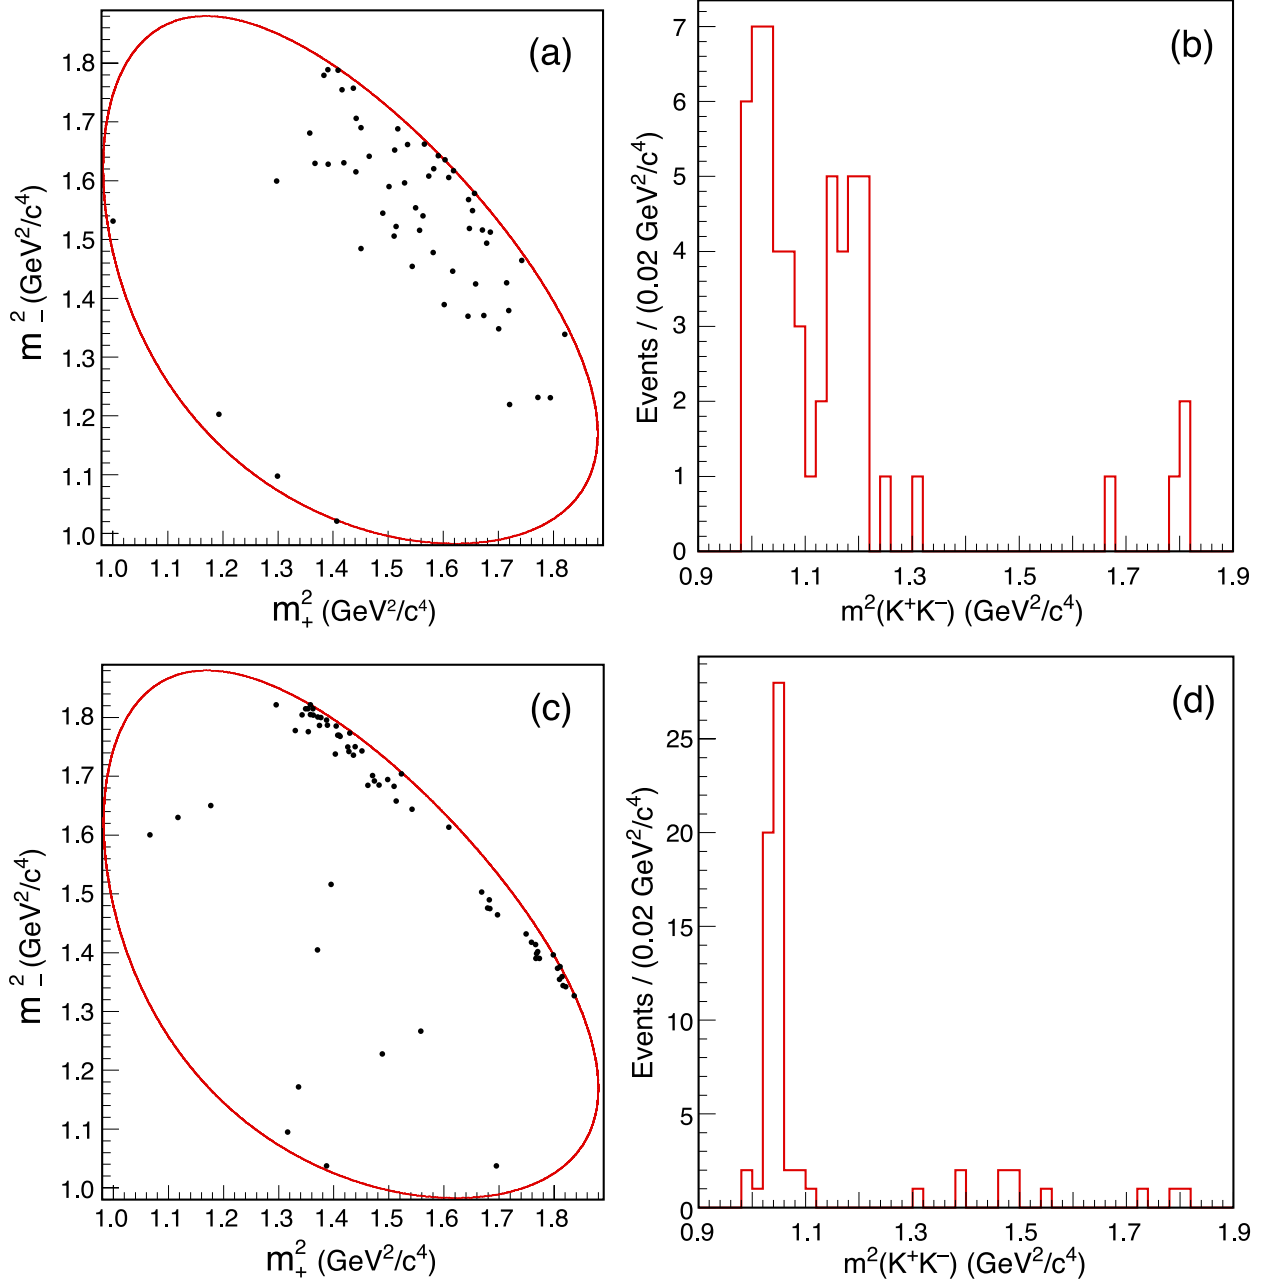 (a)
1.8
1.7
1.6
1.5
1.4
1.3
1.2
1.1
1.0
m²₋ (GeV²/c⁴)
1.0 1.1 1.2 1.3 1.4 1.5 1.6 1.7 1.8
m²₊ (GeV²/c⁴)
(b)
7
6
5
4
3
2
1
0
Events / (0.02 GeV²/c⁴)
0.9 1.1 1.3 1.5 1.7 1.9
m²(K⁺K⁻) (GeV²/c⁴)
(c)
1.8
1.7
1.6
1.5
1.4
1.3
1.2
1.1
1.0
m²₋ (GeV²/c⁴)
1.0 1.1 1.2 1.3 1.4 1.5 1.6 1.7 1.8
m²₊ (GeV²/c⁴)
(d)
25
20
15
10
5
0
Events / (0.02 GeV²/c⁴)
0.9 1.1 1.3 1.5 1.7 1.9
m²(K⁺K⁻) (GeV²/c⁴)